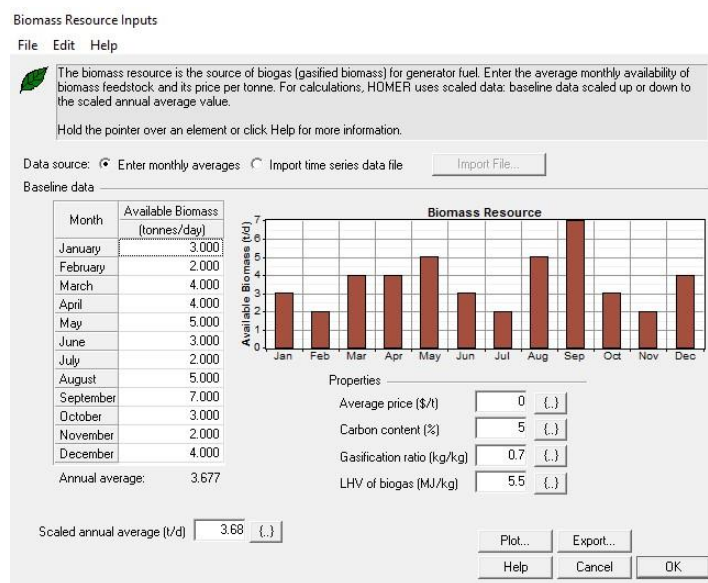 Biomass Resource Inputs
File Edit Help
The biomass resource is the source of biogas (gasified biomass) for generator fuel. Enter the average monthly availability of
biomass feedstock and its price per tonne. For calculations, HOMER uses scaled data: baseline data scaled up or down to
the scaled annual average value.
Hold the pointer over an element or click Help for more information.
Data source: Enter monthly averages Import time series data file Import File...
Baseline data
Month Available Biomass
(tonnes/day)
January 3.000
February 2.000
March 4.000
April 4.000
May 5.000
June 3.000
July 2.000
August 5.000
September 7.000
October 3.000
November 2.000
December 4.000
Annual average: 3.677
Biomass Resource
Available Biomass (t/d)
7
6
5
4
3
2
1
0
Jan Feb Mar Apr May Jun Jul Aug Sep Oct Nov Dec
Properties
Average price ($/t) 0 {..}
Carbon content (%) 5 {..}
Gasification ratio (kg/kg) 0.7 {..}
LHV of biogas (MJ/kg) 5.5 {..}
Scaled annual average (t/d) 3.68 {..}
Plot... Export...
Help Cancel OK